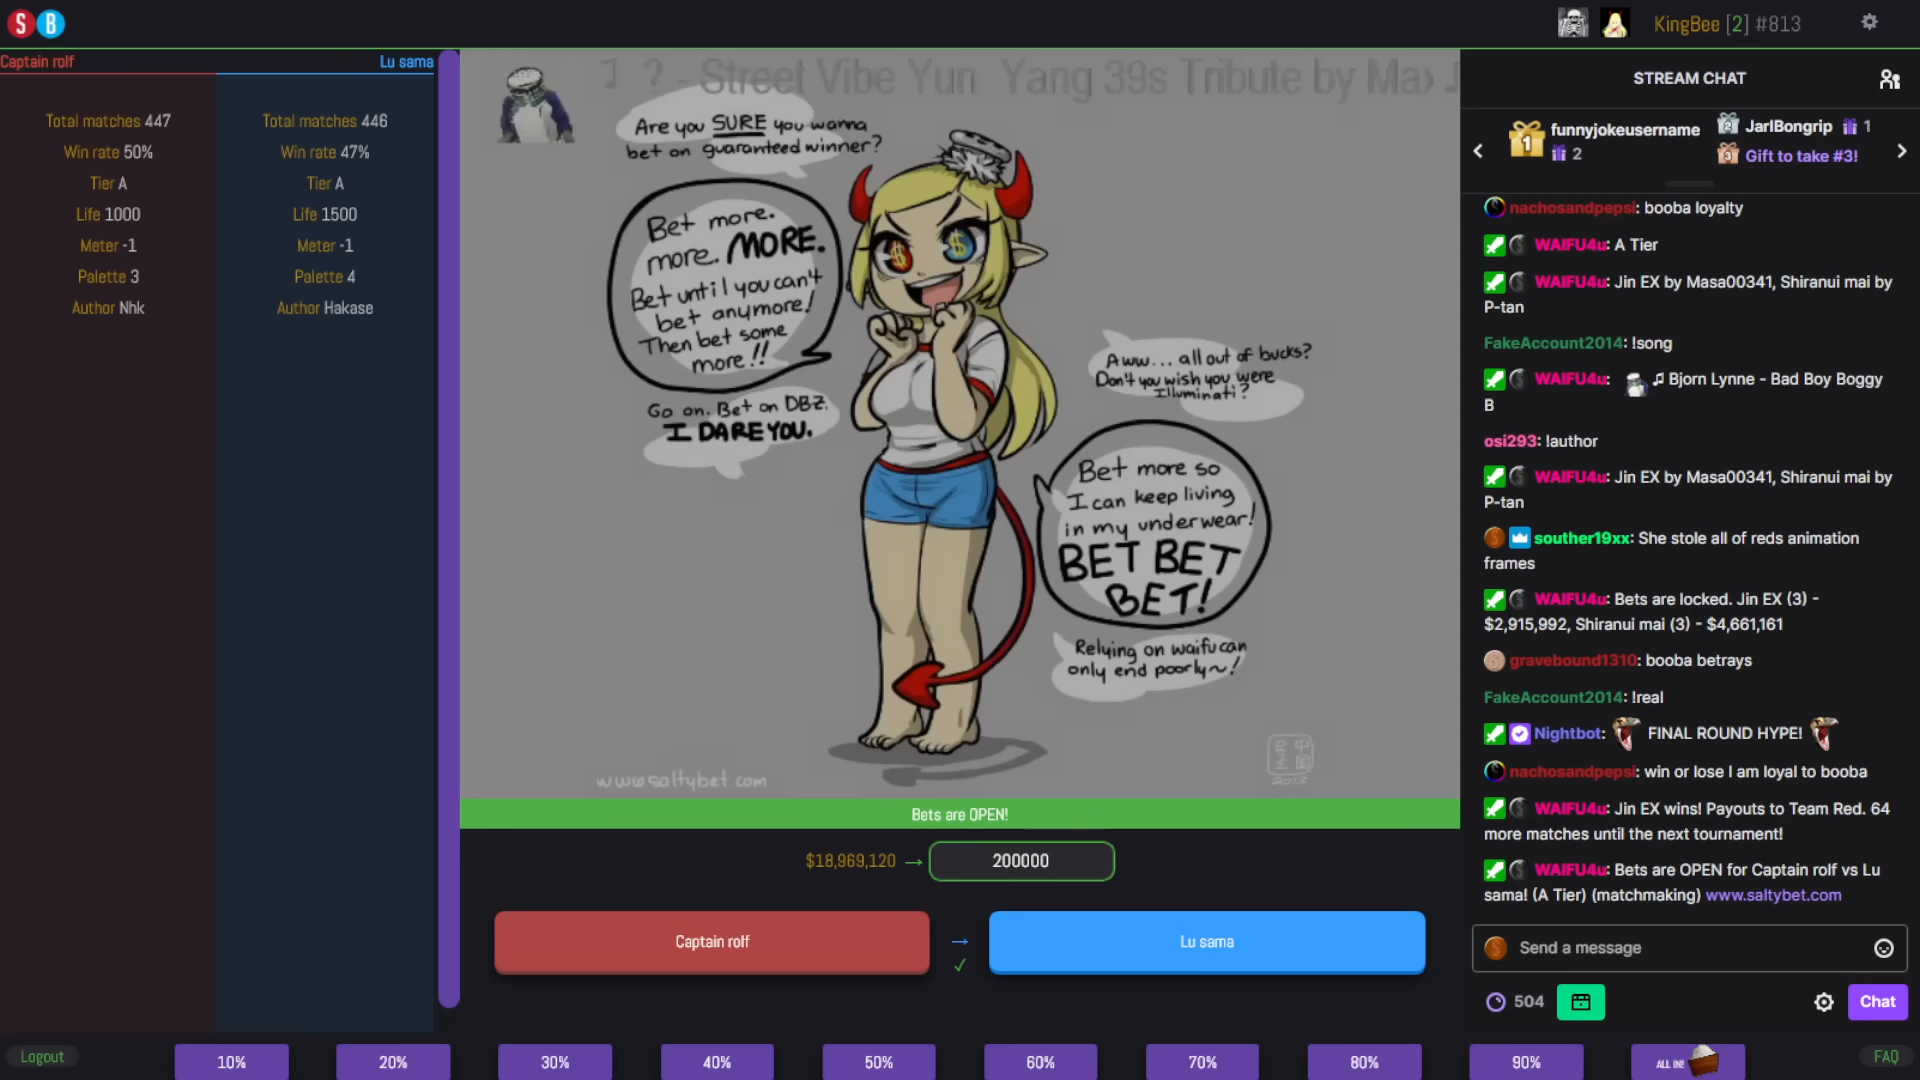 S B
KingBee [2] #813
Captain rolf
Lu sama
Total matches 447
Win rate 50%
Tier A
Life 1000
Meter -1
Palette 3
Author Nhk
Total matches 446
Win rate 47%
Tier A
Life 1500
Meter -1
Palette 4
Author Hakase
? - Street Vibe Yun Yang 39s Tribute by Max
Are you SURE you wanna
bet on guaranteed winner?
Bet more.
more. MORE.
Bet until you can't
bet anymore!
Then bet some
more!!
Go on. Bet on DBZ.
I DARE YOU.
Aww... all out of bucks?
Don't you wish you were
Illuminati?
Bet more so
I can keep living
in my underwear!
BET BET
BET!
Relying on waifu can
only end poorly~!
www.saltybet.com
2013
Bets are OPEN!
$18,969,120 → 200000
Captain rolf
→
✓
Lu sama
STREAM CHAT
1
funnyjokeusername
2
2
JarlBongrip 1
3
Gift to take #3!
nachosandpepsi: booba loyalty
WAIFU4u: A Tier
WAIFU4u: Jin EX by Masa00341, Shiranui mai by
P-tan
FakeAccount2014: !song
WAIFU4u: ♫ Bjorn Lynne - Bad Boy Boggy
B
osi293: !author
WAIFU4u: Jin EX by Masa00341, Shiranui mai by
P-tan
souther19xx: She stole all of reds animation
frames
WAIFU4u: Bets are locked. Jin EX (3) -
$2,915,992, Shiranui mai (3) - $4,661,161
gravebound1310: booba betrays
FakeAccount2014: !real
Nightbot: FINAL ROUND HYPE!
nachosandpepsi: win or lose I am loyal to booba
WAIFU4u: Jin EX wins! Payouts to Team Red. 64
more matches until the next tournament!
WAIFU4u: Bets are OPEN for Captain rolf vs Lu
sama! (A Tier) (matchmaking) www.saltybet.com
Send a message
504
Chat
Logout
10%
20%
30%
40%
50%
60%
70%
80%
90%
ALL IN!
FAQ